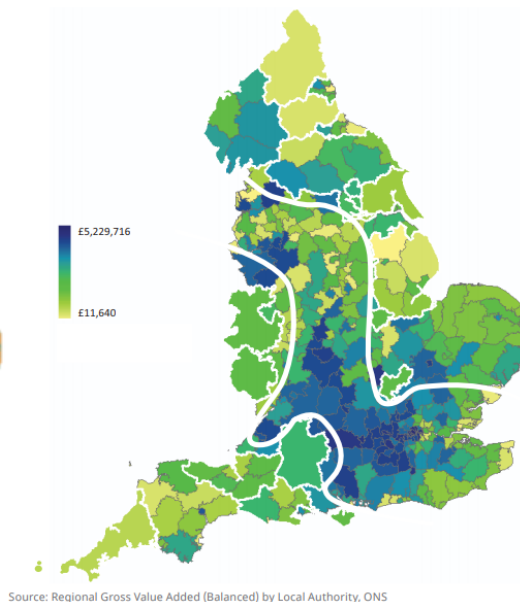 £5,229,716
£11,640
Source: Regional Gross Value Added (Balanced) by Local Authority, ONS